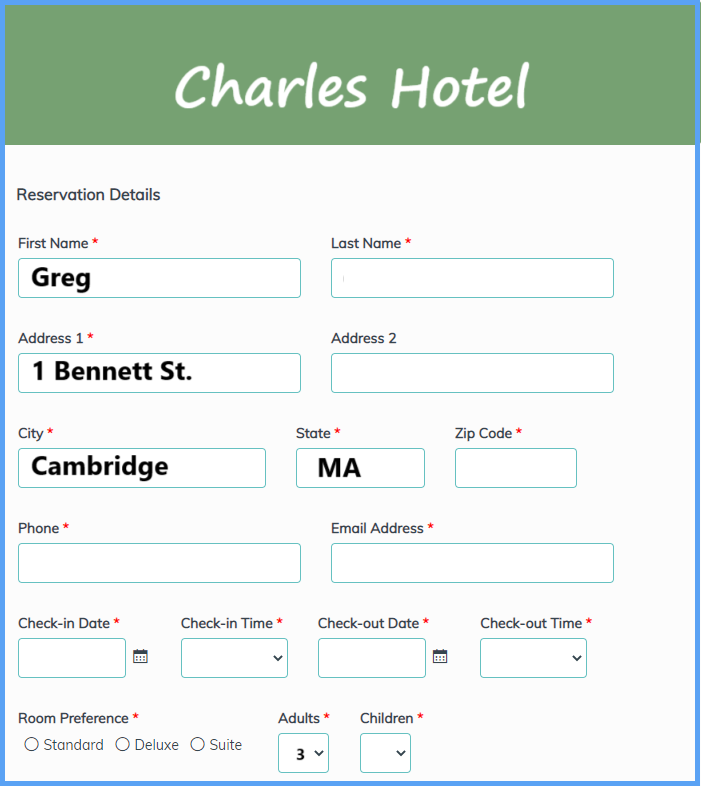 Charles Hotel
Reservation Details
First Name * Last Name *
Greg
Address 1 * Address 2
1 Bennett St.
City * State * Zip Code *
Cambridge MA
Phone * Email Address *
Check-in Date * Check-in Time * Check-out Date * Check-out Time *
Room Preference * Adults * Children *
Standard Deluxe Suite
3